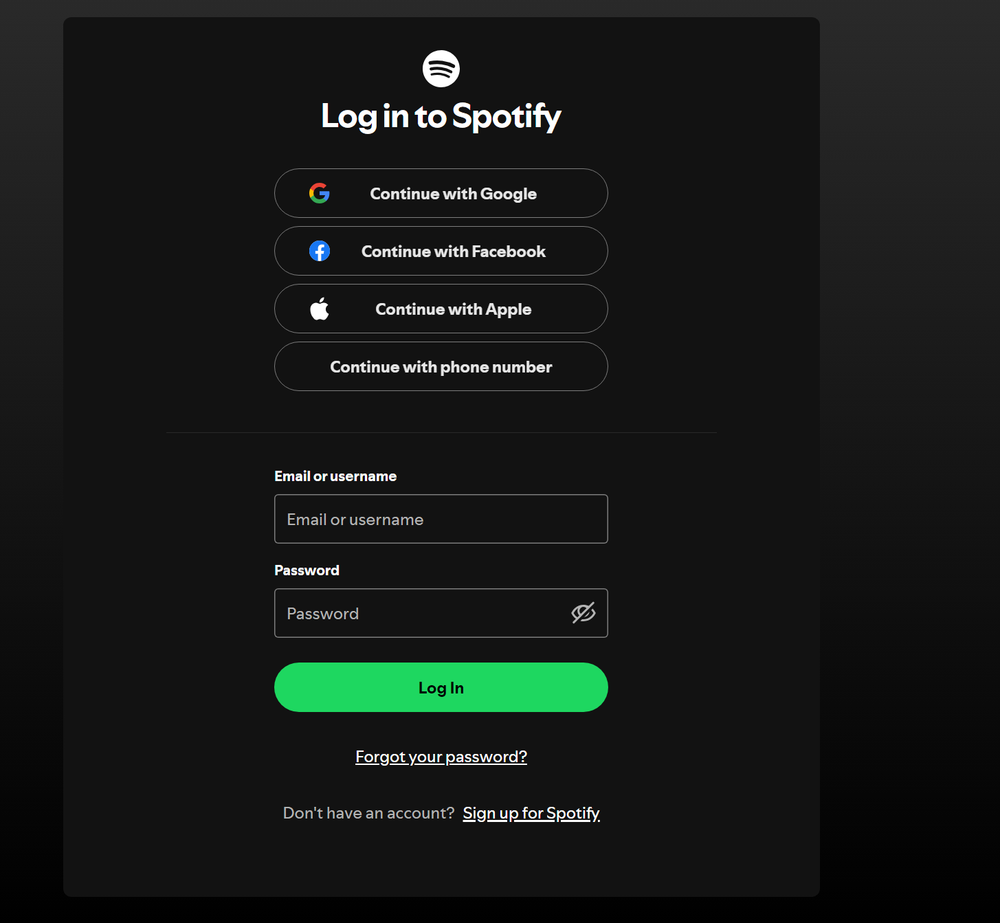 Log in to Spotify
Continue with Google
Continue with Facebook
Continue with Apple
Continue with phone number
Email or username
Email or username
Password
Password
Log In
Forgot your password?
Don't have an account? Sign up for Spotify